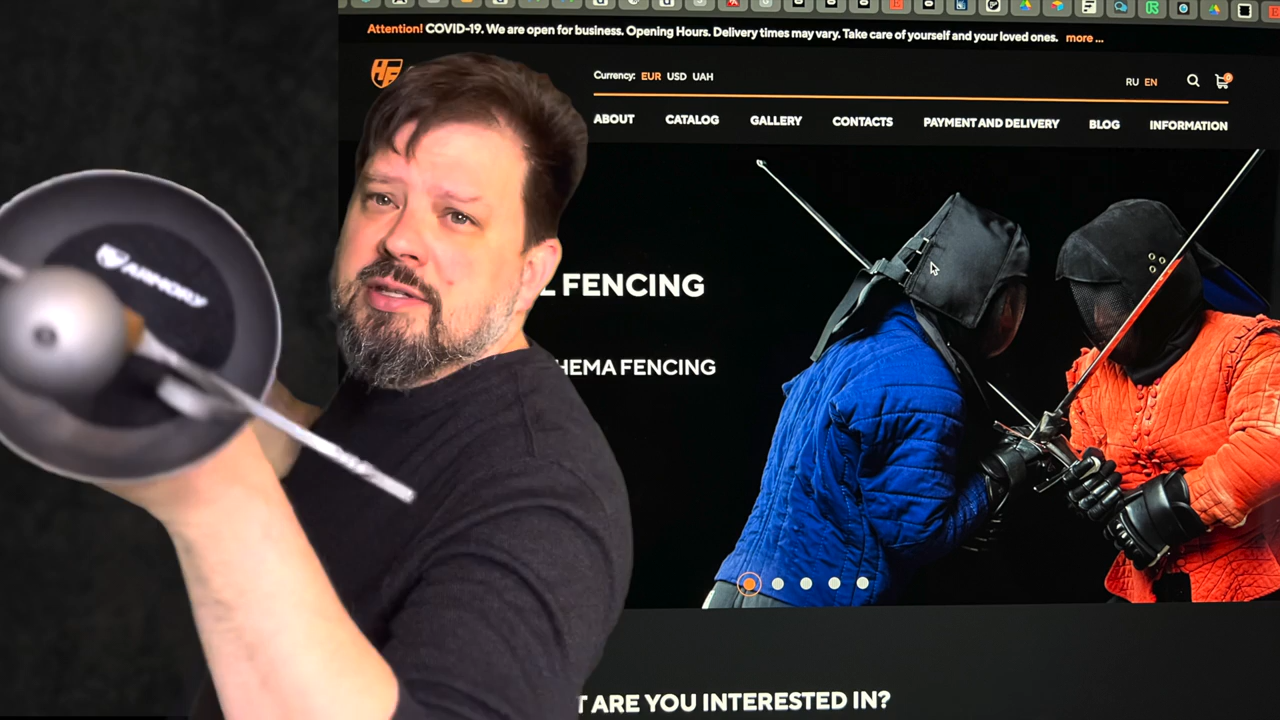 Attention! COVID-19. We are open for business. Opening Hours. Delivery times may vary. Take care of yourself and your loved ones. more ...
HF
Currency: EUR USD UAH
RU EN
0
ABOUT CATALOG GALLERY CONTACTS PAYMENT AND DELIVERY BLOG INFORMATION
ARMORY
FENCING
HEMA FENCING
ARE YOU INTERESTED IN?